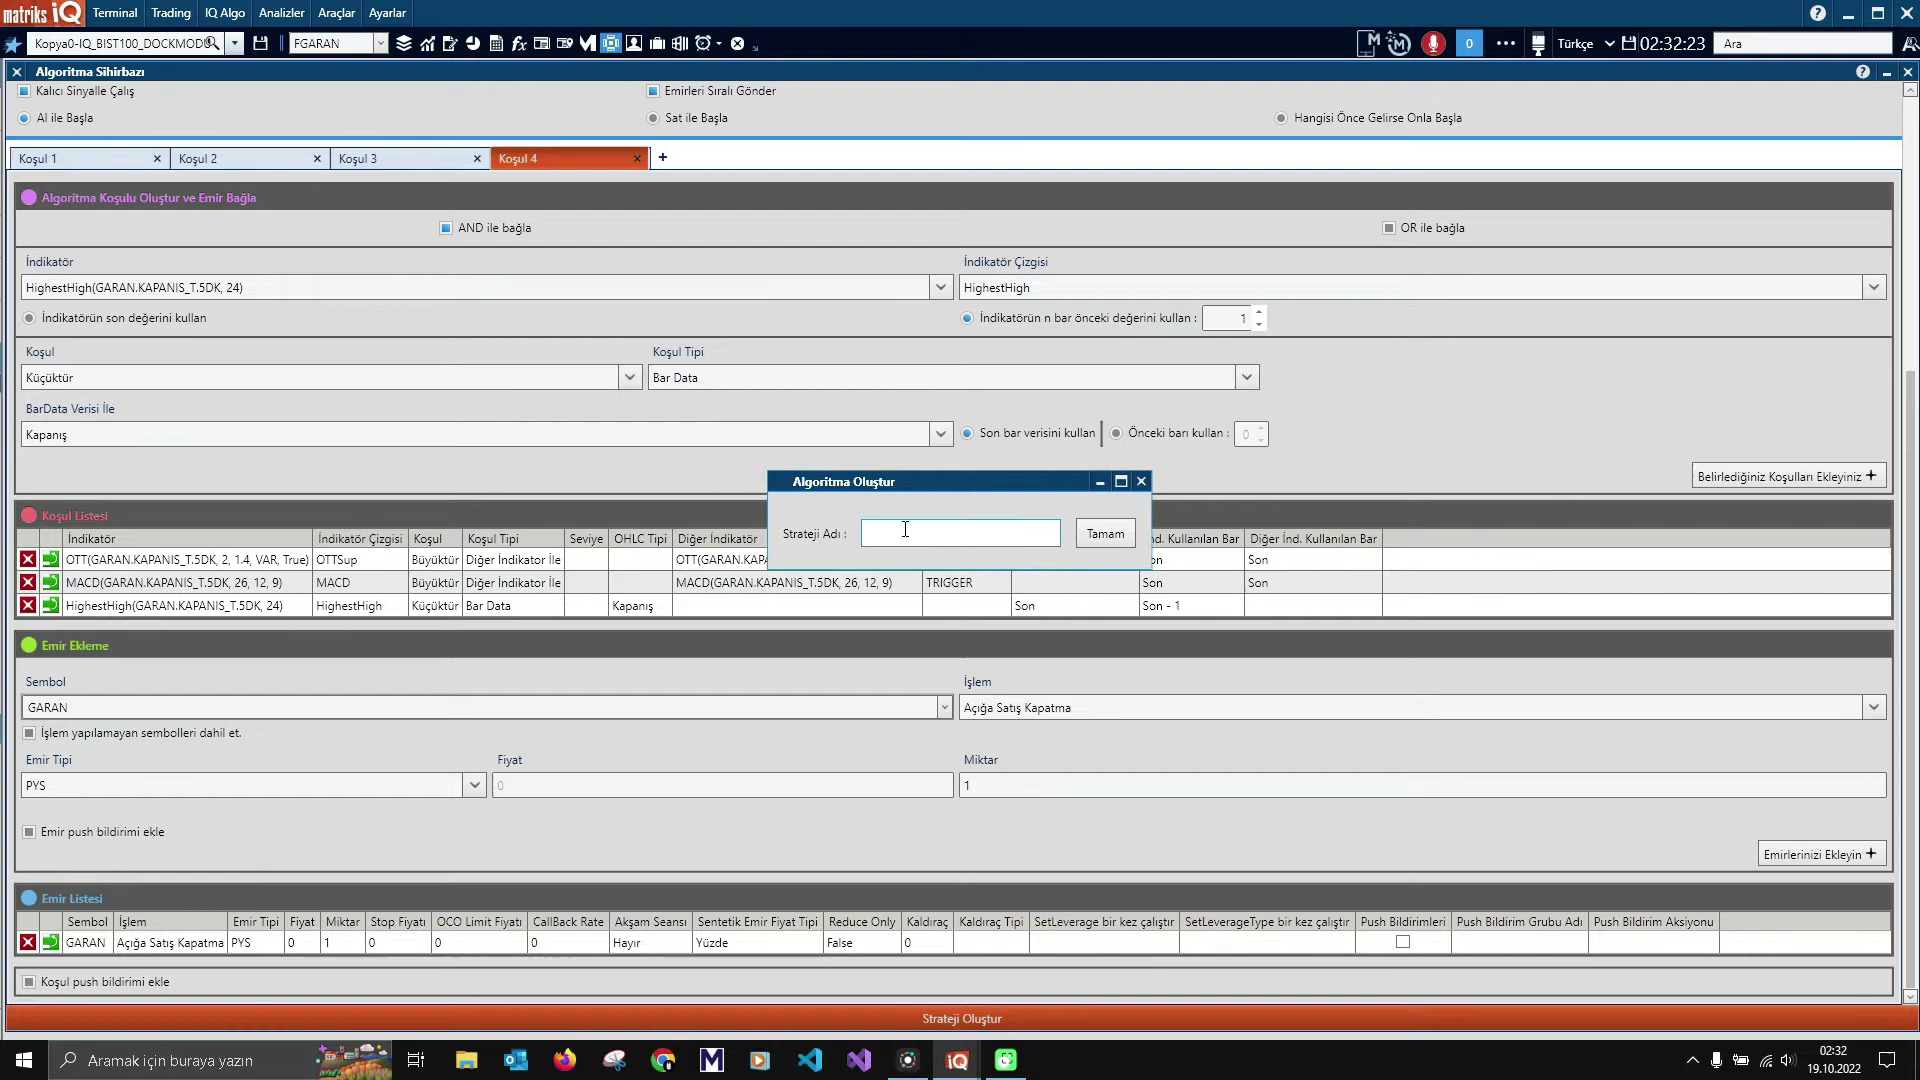 matriks iQ Terminal Trading IQ Algo Analizler Araçlar Ayarlar
Kopya0-IQ_BIST100_DOCKMOD FGARAN fx 0 Türkçe 02:32:23 Ara
Algoritma Sihirbazı
Kalıcı Sinyalle Çalış Emirleri Sıralı Gönder
Al ile Başla Sat ile Başla Hangisi Önce Gelirse Onla Başla
Koşul 1 Koşul 2 Koşul 3 Koşul 4 +
Algoritma Koşulu Oluştur ve Emir Bağla
AND ile bağla OR ile bağla
İndikatör İndikatör Çizgisi
HighestHigh(GARAN.KAPANIS_T.5DK, 24) HighestHigh
İndikatörün son değerini kullan İndikatörün n bar önceki değerini kullan : 1
Koşul Koşul Tipi
Küçüktür Bar Data
BarData Verisi İle
Kapanış Son bar verisini kullan Önceki barı kullan : 0
Belirlediğiniz Koşulları Ekleyiniz +
Algoritma Oluştur
Strateji Adı : Tamam
Koşul Listesi
İndikatör İndikatör Çizgisi Koşul Koşul Tipi Seviye OHLC Tipi Diğer İndikatör nd. Kullanılan Bar Diğer İnd. Kullanılan Bar
OTT(GARAN.KAPANIS_T.5DK, 2, 1.4, VAR, True) OTTSup Büyüktür Diğer İndikatör İle OTT(GARAN.KAPA on Son
MACD(GARAN.KAPANIS_T.5DK, 26, 12, 9) MACD Büyüktür Diğer İndikatör İle MACD(GARAN.KAPANIS_T.5DK, 26, 12, 9) TRIGGER Son Son
HighestHigh(GARAN.KAPANIS_T.5DK, 24) HighestHigh Küçüktür Bar Data Kapanış Son Son - 1
Emir Ekleme
Sembol İşlem
GARAN Açığa Satış Kapatma
İşlem yapılamayan sembolleri dahil et.
Emir Tipi Fiyat Miktar
PYS 0 1
Emir push bildirimi ekle
Emirlerinizi Ekleyin +
Emir Listesi
Sembol İşlem Emir Tipi Fiyat Miktar Stop Fiyatı OCO Limit Fiyatı CallBack Rate Akşam Seansı Sentetik Emir Fiyat Tipi Reduce Only Kaldıraç Kaldıraç Tipi SetLeverage bir kez çalıştır SetLeverageType bir kez çalıştır Push Bildirimleri Push Bildirim Grubu Adı Push Bildirim Aksiyonu
GARAN Açığa Satış Kapatma PYS 0 1 0 0 0 Hayır Yüzde False 0
Koşul push bildirimi ekle
Strateji Oluştur
Aramak için buraya yazın iQ 02:32
19.10.2022